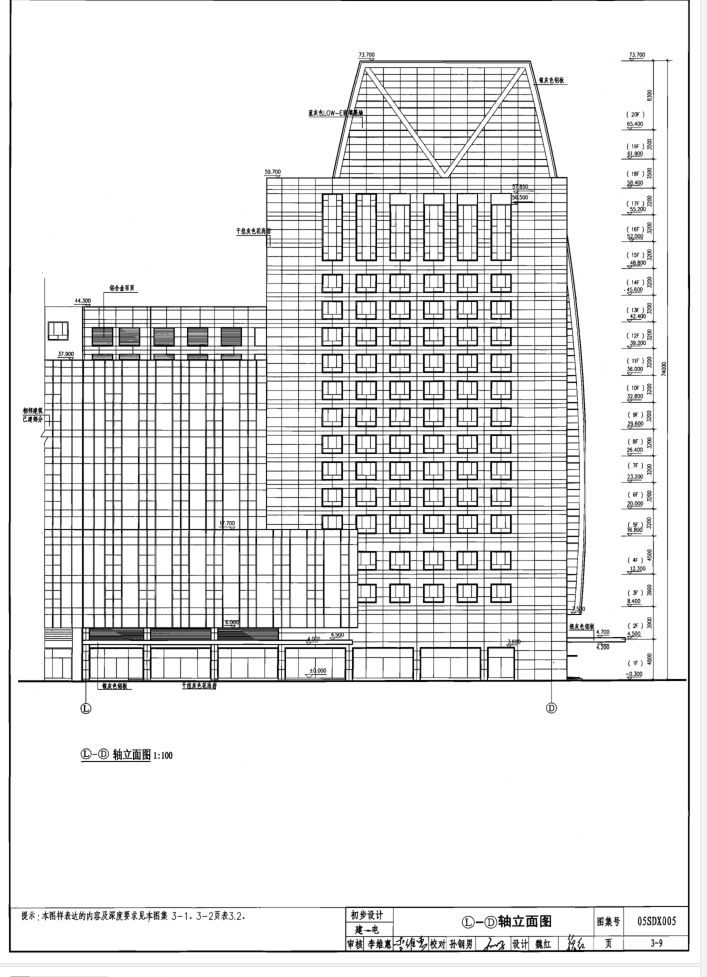 73.700
73.700
银灰色铝板
8300
(20F)
65.400
蓝灰色LOW-E玻璃幕墙
3500
(19F)
61.900
3500
(18F)
58.400
59.700
57.850
56.500
3200
(17F)
55.200
干挂灰色花岗岩
3200
(16F)
52.000
3200
(15F)
48.800
铝合金百页
3200
(14F)
45.600
44.300
3200
(13F)
42.400
3200
(12F)
39.200
37.900
3200
(11F)
36.000
74000
3200
(10F)
32.800
相邻建筑
已建部分
3200
(9F)
29.600
3200
(8F)
26.400
3200
(7F)
23.200
3200
(6F)
20.000
17.700
3200
(5F)
16.800
4500
(4F)
12.300
3900
(3F)
8.400
7.500
6.000
银灰色铝板
3900
(2F)
4.500
4.700
4.500
4.000
4.200
±0.000
4800
(1F)
-0.300
银灰色铝板
干挂灰色花岗岩
Ⓛ
Ⓓ
Ⓛ-Ⓓ 轴立面图 1:100
提示：本图样表达的内容及深度要求见本图集 3-1、3-2页表3.2。
初步设计
建-电
Ⓛ-Ⓓ轴立面图
图集号
05SDX005
审核 李维惠 校对 孙钢男 设计 魏红
页
3-9